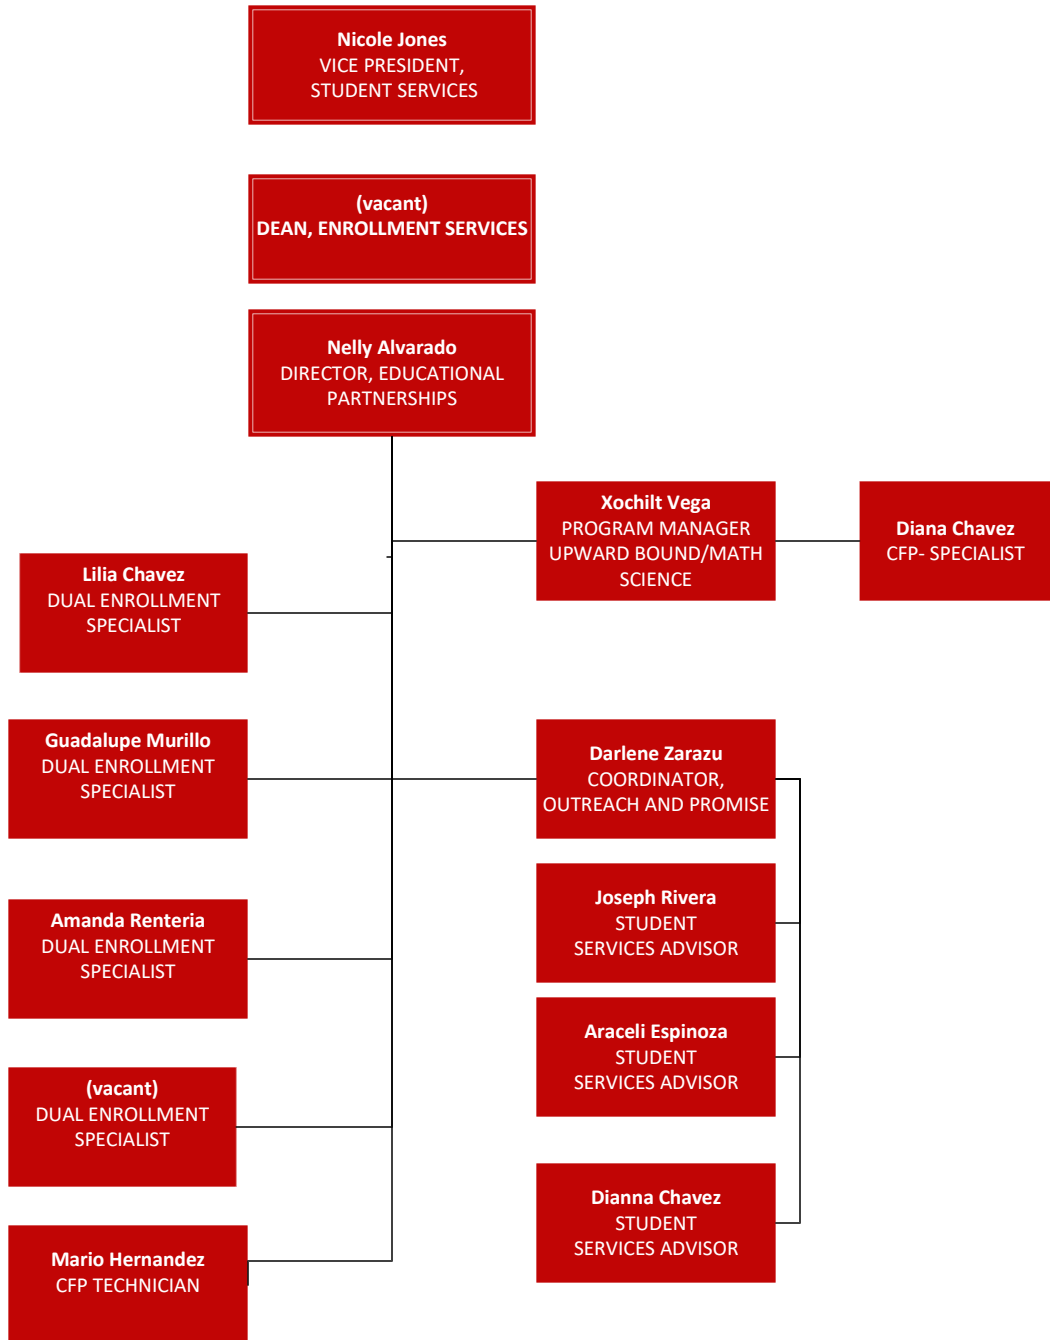 Nicole Jones
VICE PRESIDENT,
STUDENT SERVICES
(vacant)
DEAN, ENROLLMENT SERVICES
Nelly Alvarado
DIRECTOR, EDUCATIONAL
PARTNERSHIPS
Xochilt Vega
PROGRAM MANAGER
UPWARD BOUND/MATH
SCIENCE
Diana Chavez
CFP- SPECIALIST
Lilia Chavez
DUAL ENROLLMENT
SPECIALIST
Guadalupe Murillo
DUAL ENROLLMENT
SPECIALIST
Darlene Zarazu
COORDINATOR,
OUTREACH AND PROMISE
Joseph Rivera
STUDENT
SERVICES ADVISOR
Amanda Renteria
DUAL ENROLLMENT
SPECIALIST
Araceli Espinoza
STUDENT
SERVICES ADVISOR
(vacant)
DUAL ENROLLMENT
SPECIALIST
Dianna Chavez
STUDENT
SERVICES ADVISOR
Mario Hernandez
CFP TECHNICIAN